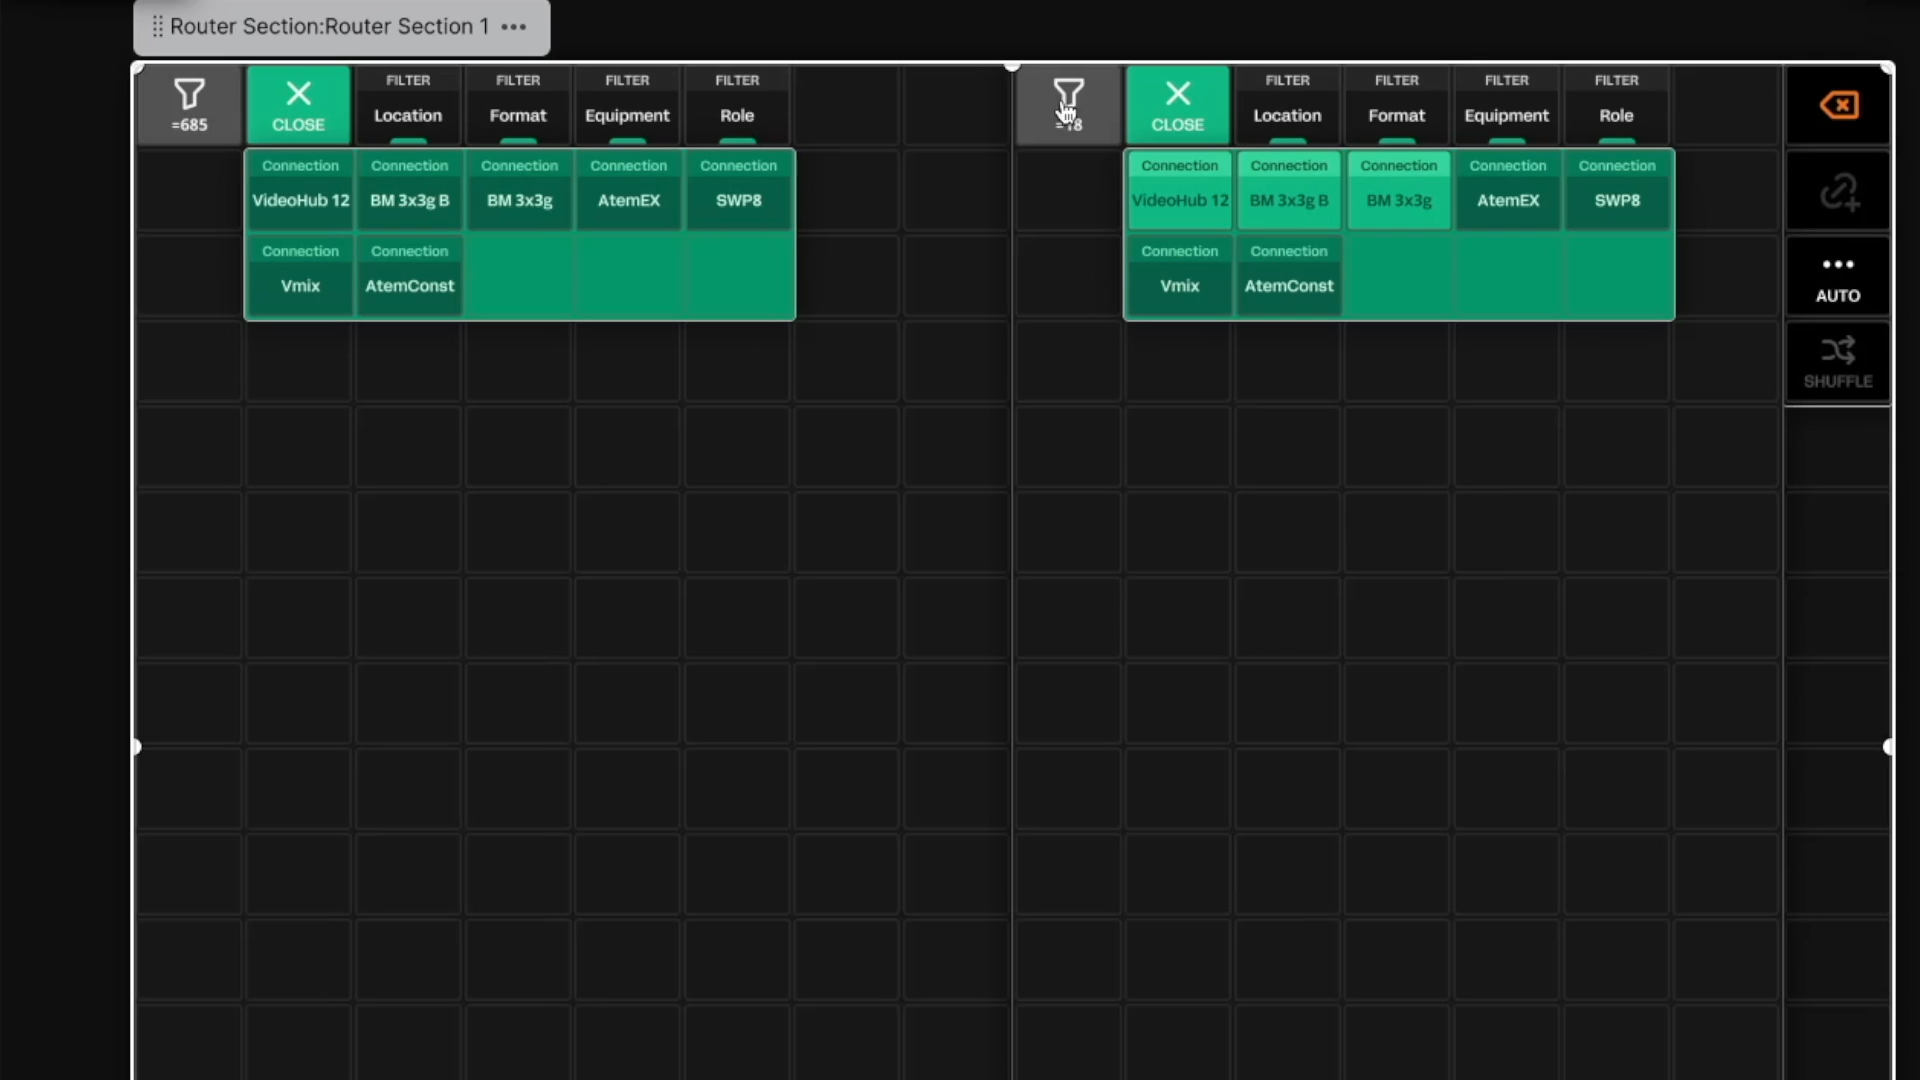 Router Section:Router Section 1
=685
CLOSE
FILTER
Location
FILTER
Format
FILTER
Equipment
FILTER
Role
Connection
VideoHub 12
Connection
BM 3x3g B
Connection
BM 3x3g
Connection
AtemEX
Connection
SWP8
Connection
Vmix
Connection
AtemConst
CLOSE
FILTER
Location
FILTER
Format
FILTER
Equipment
FILTER
Role
Connection
VideoHub 12
Connection
BM 3x3g B
Connection
BM 3x3g
Connection
AtemEX
Connection
SWP8
Connection
Vmix
Connection
AtemConst
AUTO
SHUFFLE